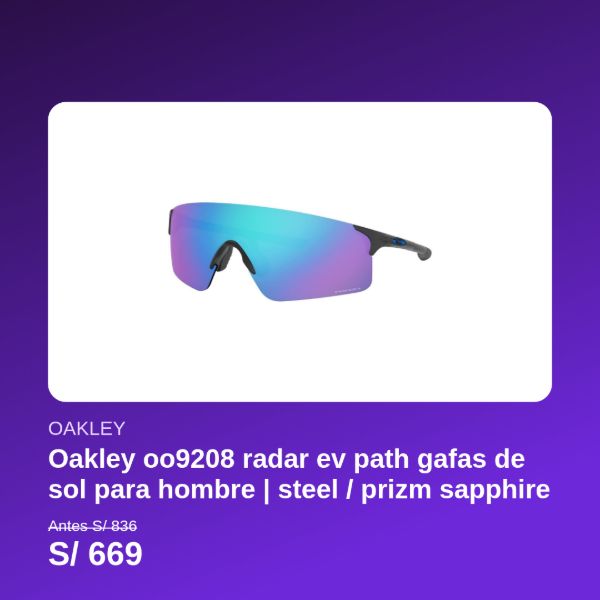 OAKLEY
Oakley oo9208 radar ev path gafas de
sol para hombre | steel / prizm sapphire
Antes S/ 836
S/ 669